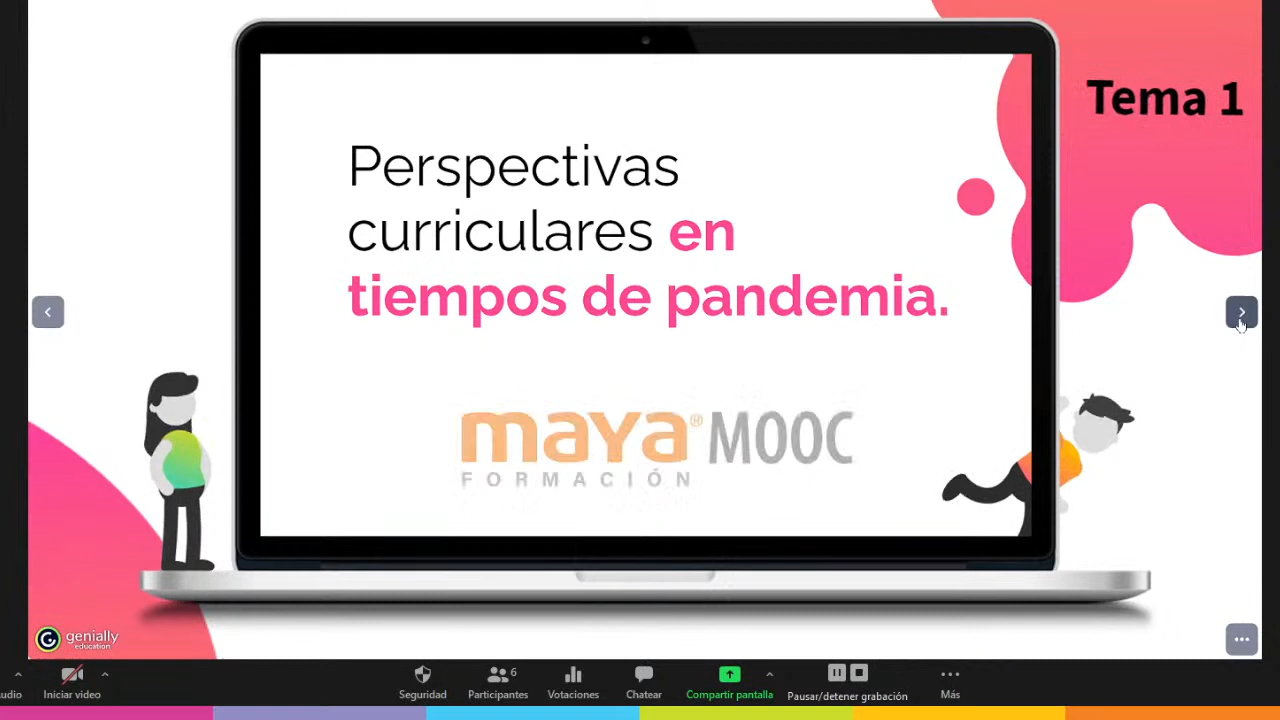 Tema 1
Perspectivas
curriculares en
tiempos de pandemia.
maya® MOOC
FORMACIÓN
genially
education
udio
Iniciar video
Seguridad
6
Participantes
Votaciones
Chatear
Compartir pantalla
Pausar/detener grabación
Más